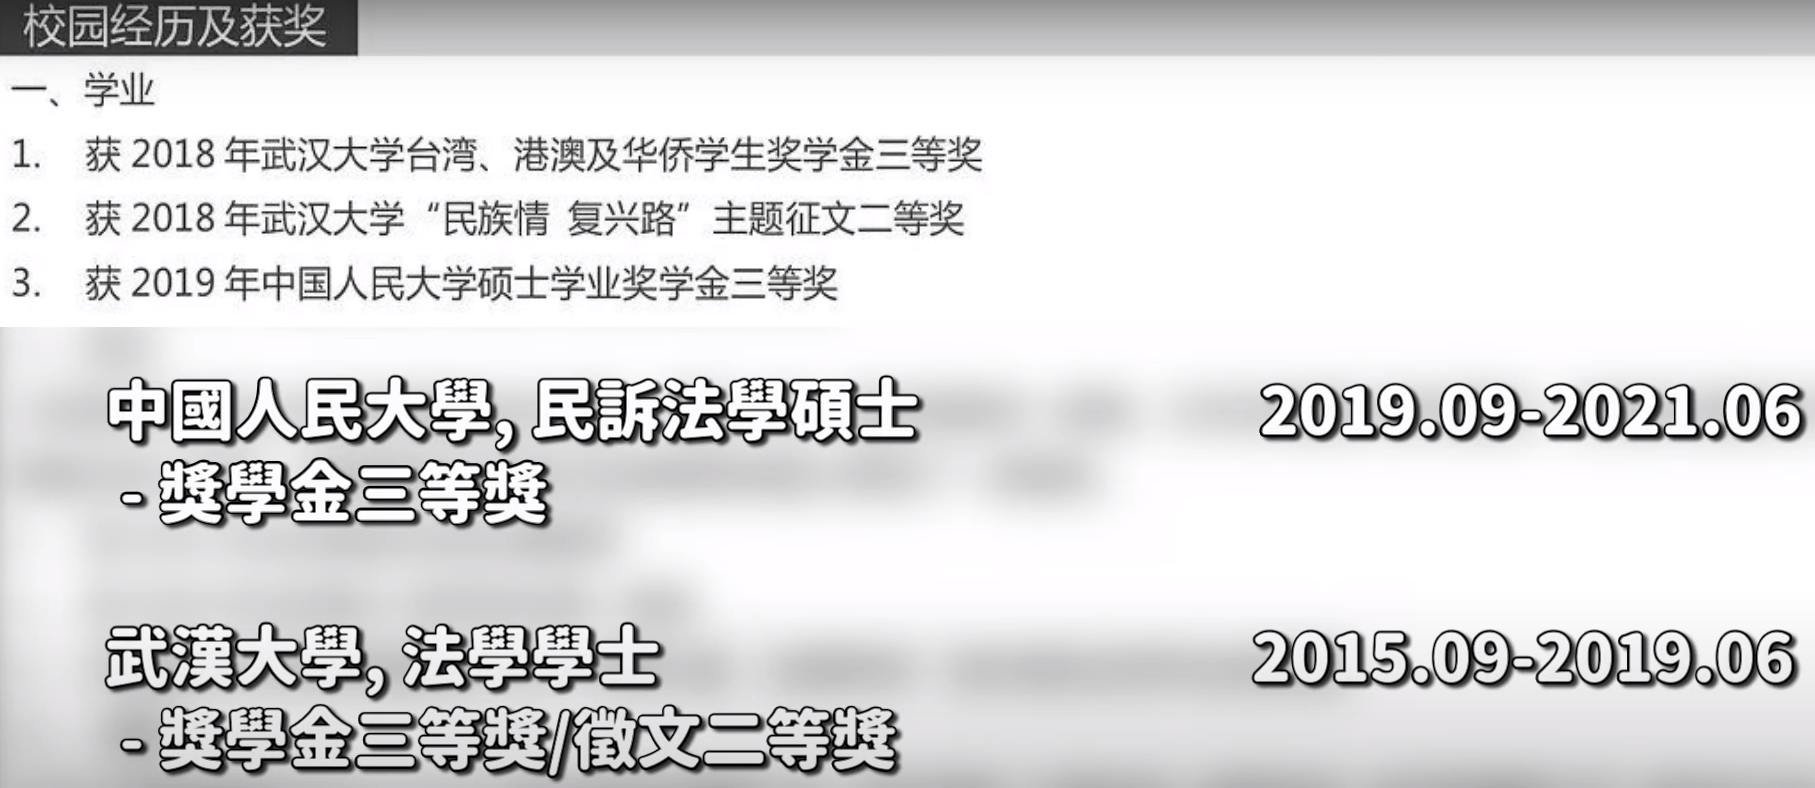 校园经历及获奖
一、学业
1. 获 2018 年武汉大学台湾、港澳及华侨学生奖学金三等奖
2. 获 2018 年武汉大学“民族情 复兴路”主题征文二等奖
3. 获 2019 年中国人民大学硕士学业奖学金三等奖
中國人民大學, 民訴法學碩士 2019.09-2021.06
- 獎學金三等獎
武漢大學, 法學學士 2015.09-2019.06
- 獎學金三等獎/徵文二等獎